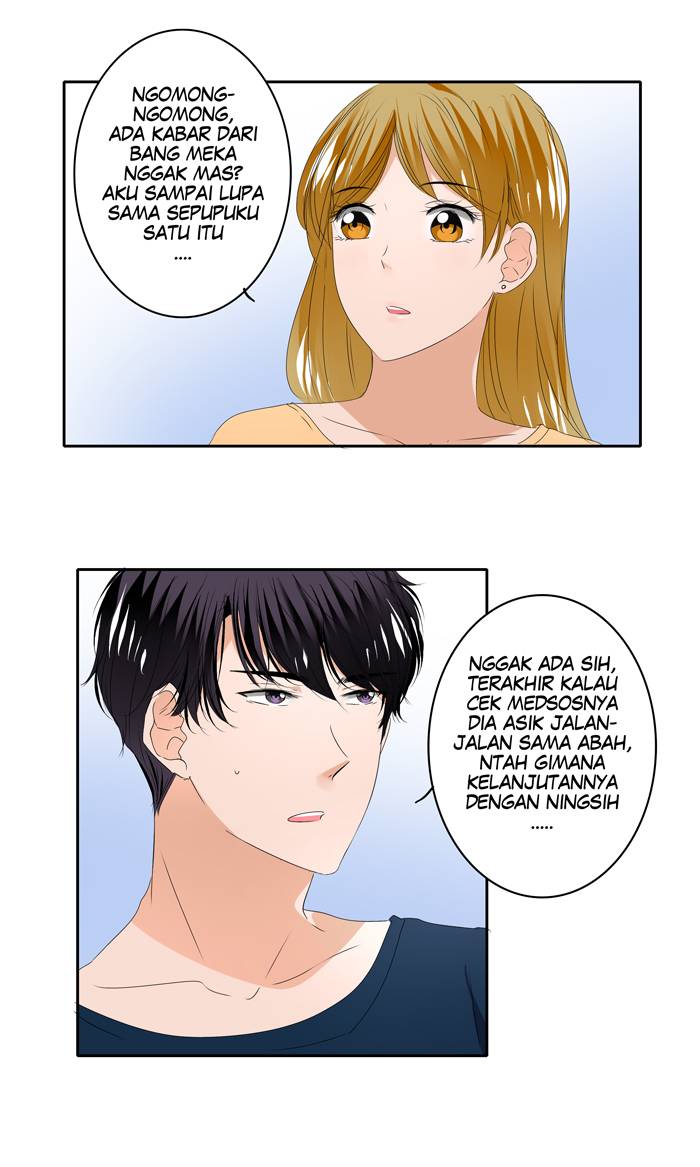 NGOMONG-
NGOMONG,
ADA KABAR DARI
BANG MEKA
NGGAK MAS?
AKU SAMPAI LUPA
SAMA SEPUPUKU
SATU ITU
....
NGGAK ADA SIH,
TERAKHIR KALAU
CEK MEDSOSNYA
DIA ASIK JALAN-
JALAN SAMA ABAH,
NTAH GIMANA
KELANJUTANNYA
DENGAN NINGSIH
.....